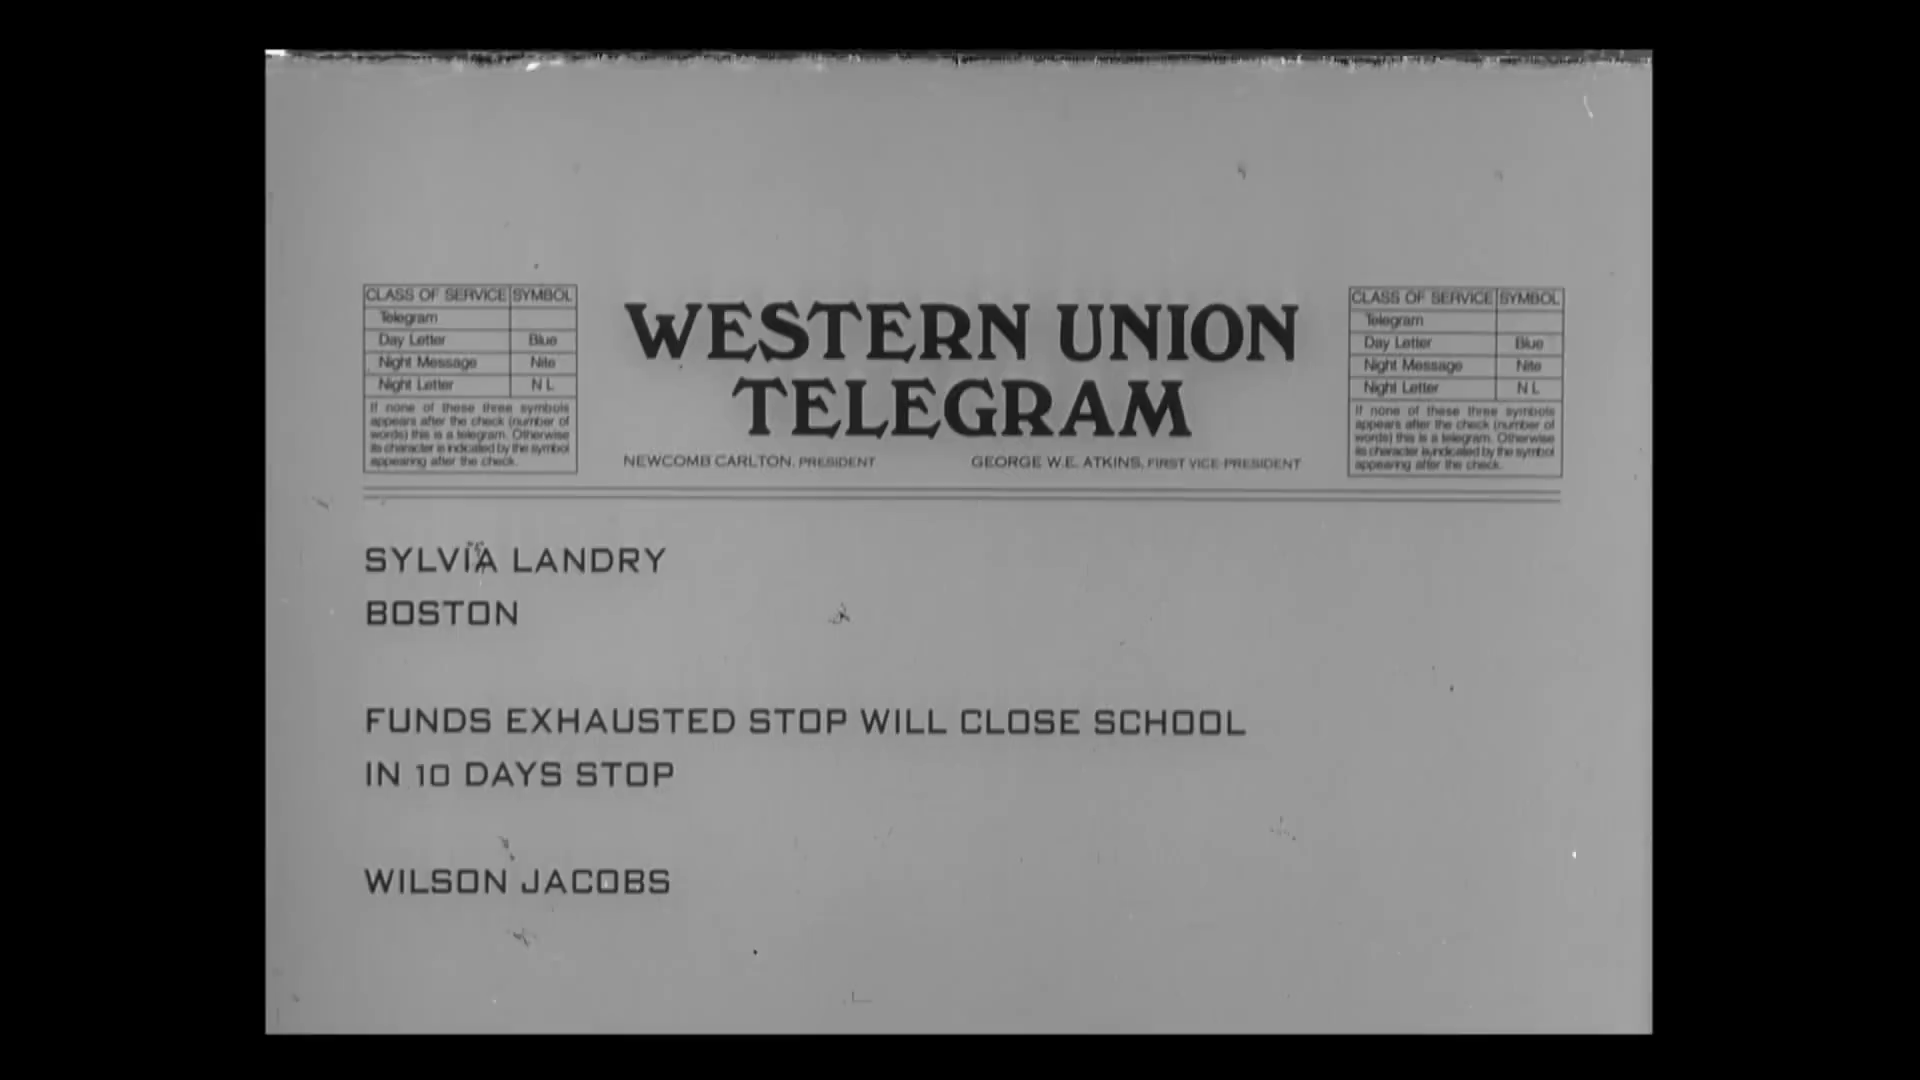 CLASS OF SERVICE SYMBOL
Telegram
Day Letter Blue
Night Message Nite
Night Letter N L
If none of these three symbols
appears after the check (number of
words) this is a telegram. Otherwise
its character is indicated by the symbol
appearing after the check.
WESTERN UNION
TELEGRAM
NEWCOMB CARLTON, PRESIDENT GEORGE W.E. ATKINS, FIRST VICE-PRESIDENT
CLASS OF SERVICE SYMBOL
Telegram
Day Letter Blue
Night Message Nite
Night Letter N L
If none of these three symbols
appears after the check (number of
words) this is a telegram. Otherwise
its character is indicated by the symbol
appearing after the check.
SYLVIA LANDRY
BOSTON
FUNDS EXHAUSTED STOP WILL CLOSE SCHOOL
IN 10 DAYS STOP
WILSON JACOBS